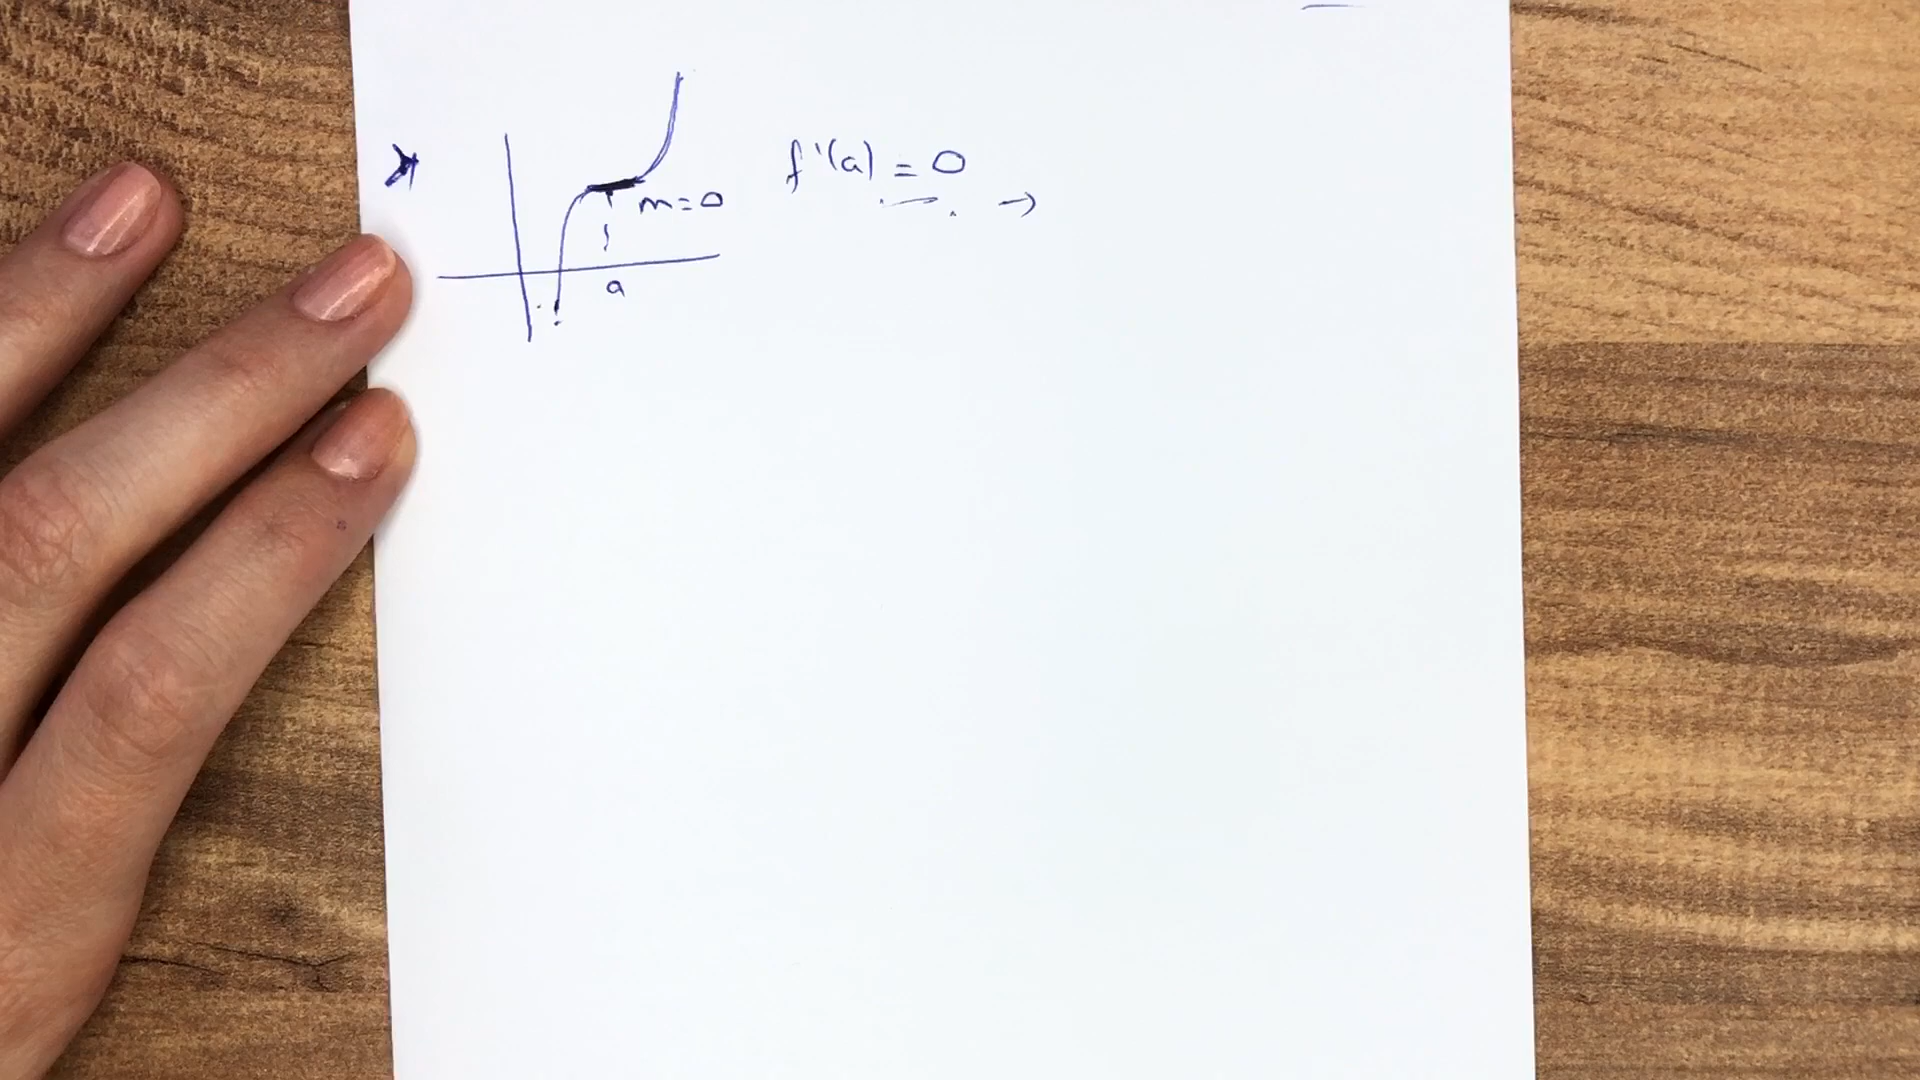 f'(a) = 0
m=0
→
a